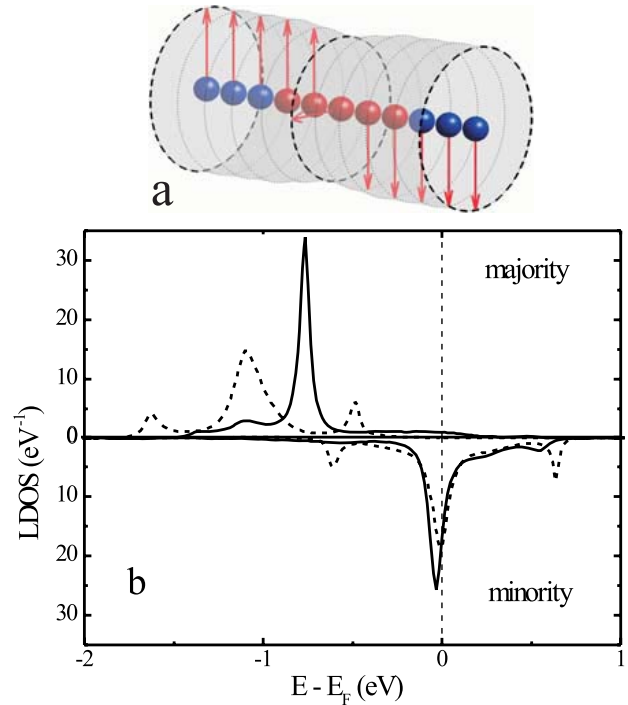 a
majority
30
20
10
0
10
20
30
LDOS (eV⁻¹)
b
minority
-2
-1
0
1
E - E_F (eV)